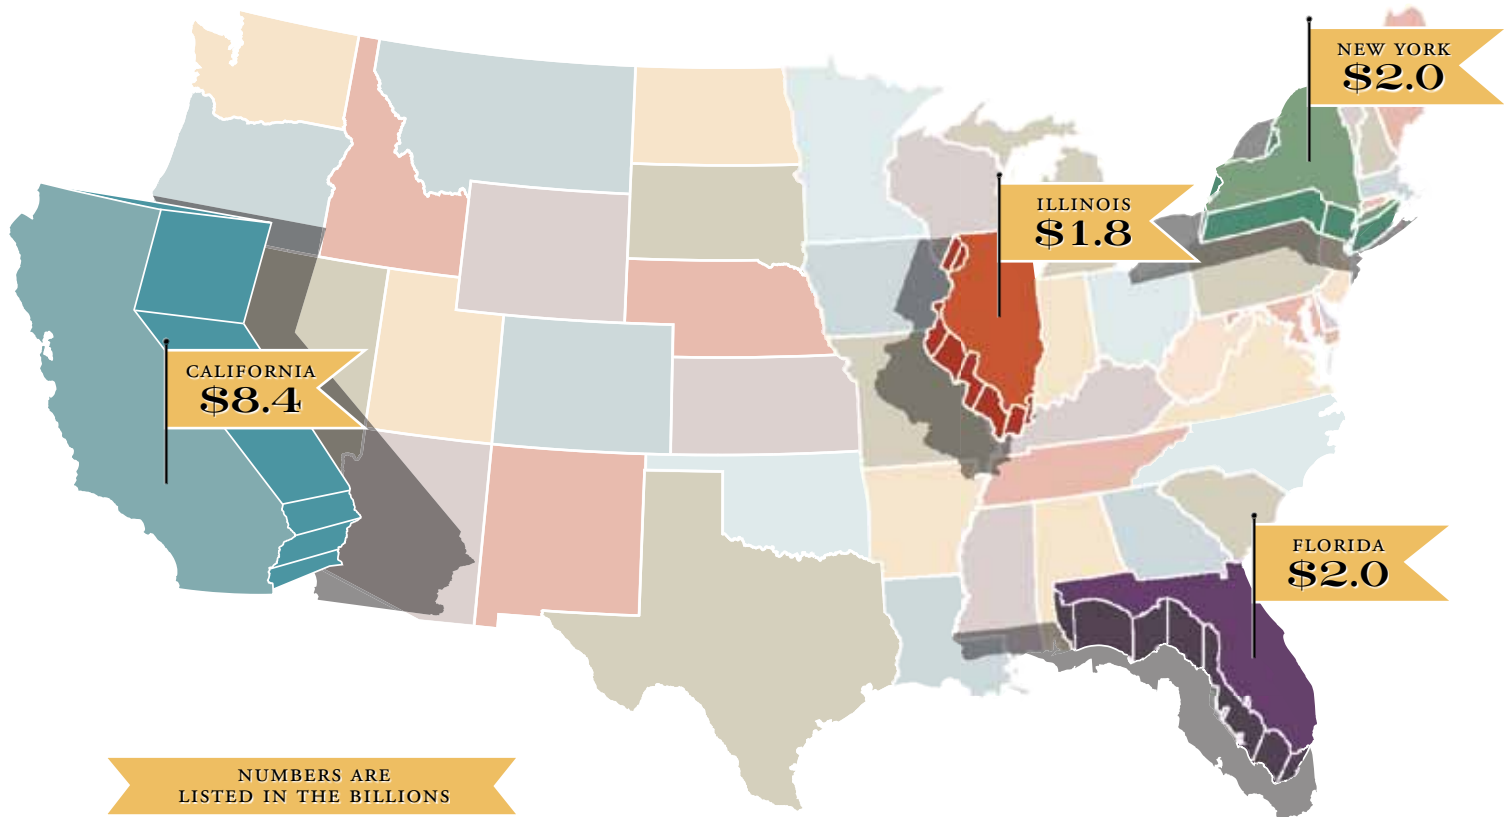 NEW YORK
$2.0
ILLINOIS
$1.8
CALIFORNIA
$8.4
FLORIDA
$2.0
NUMBERS ARE
LISTED IN THE BILLIONS